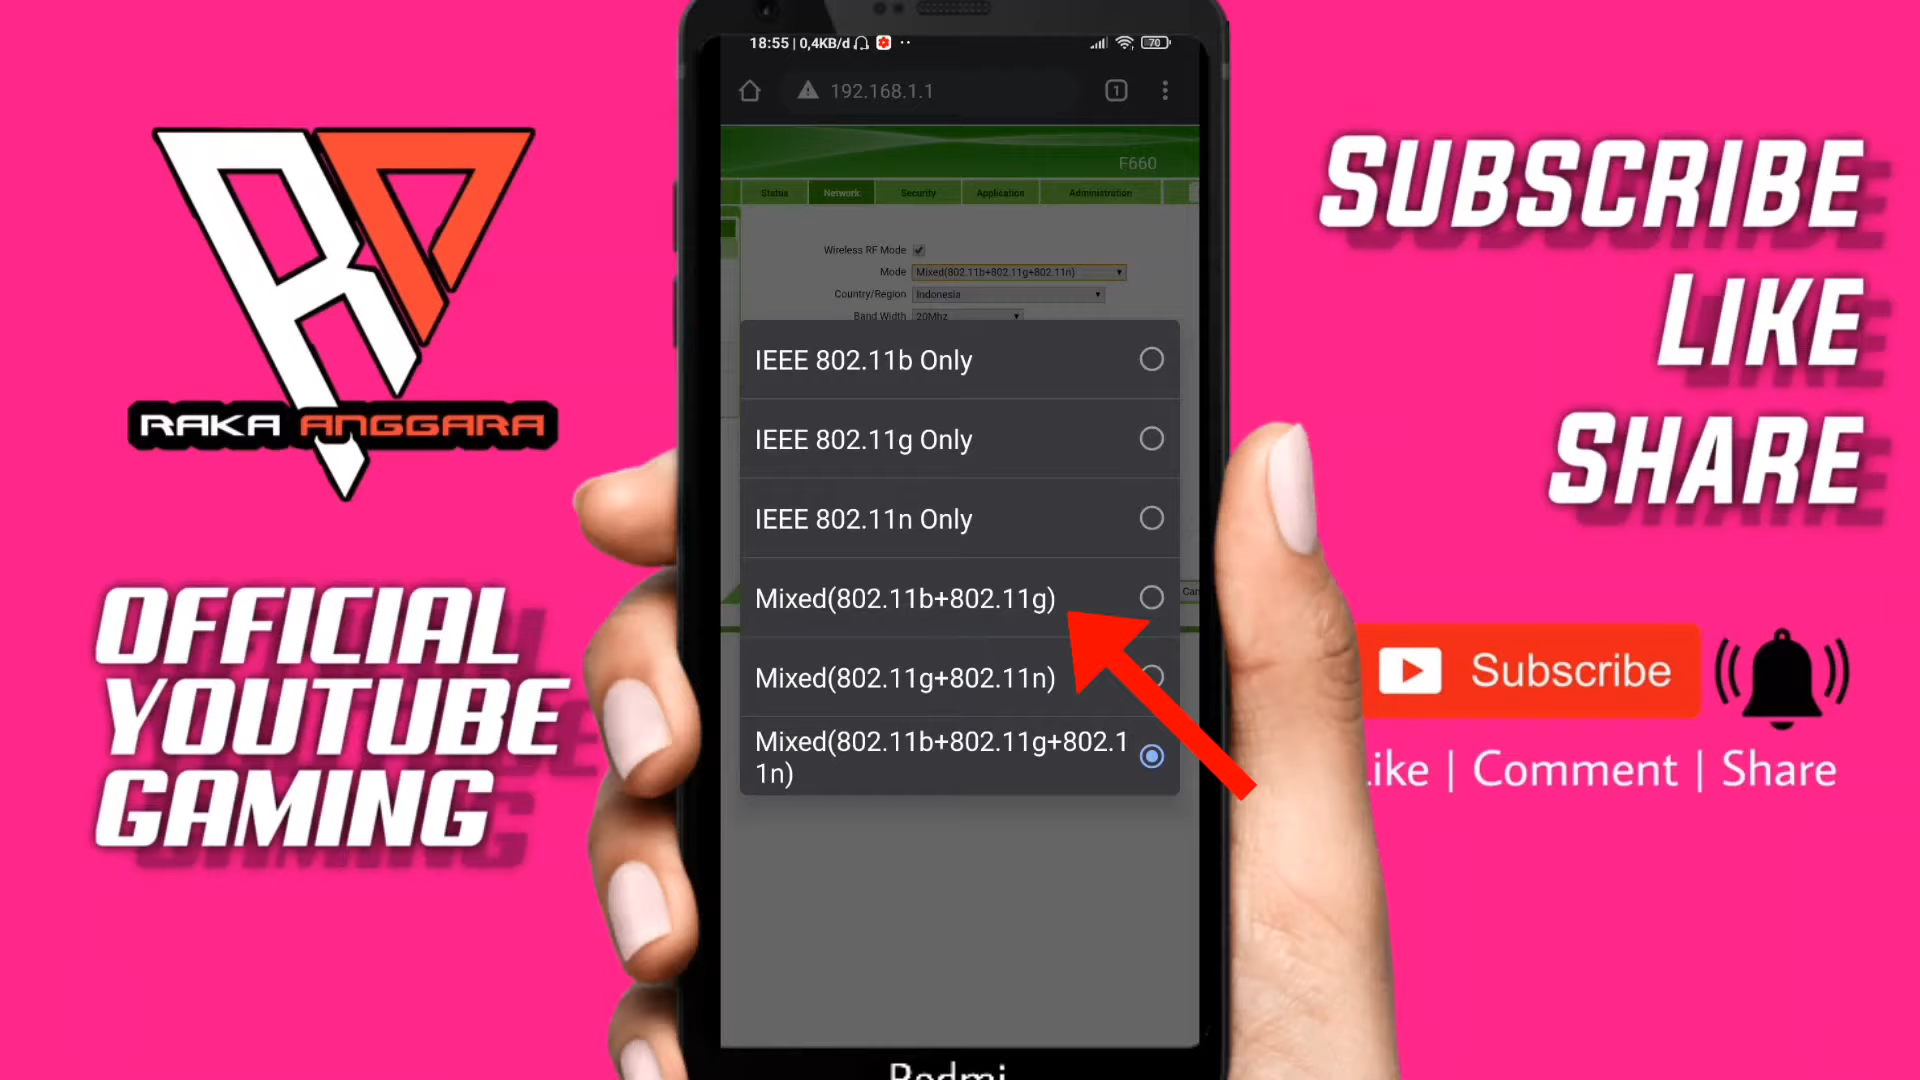 18:55 | 0,4KB/d
70
192.168.1.1
1
F660
Status
Network
Security
Application
Administration
Wireless RF Mode
Mode
Mixed(802.11b+802.11g+802.11n)
Country/Region
Indonesia
Band Width
20Mhz
IEEE 802.11b Only
IEEE 802.11g Only
IEEE 802.11n Only
Mixed(802.11b+802.11g)
Mixed(802.11g+802.11n)
Mixed(802.11b+802.11g+802.1
1n)
Can
Redmi
RAKA ANGGARA
OFFICIAL
YOUTUBE
GAMING
SUBSCRIBE
LIKE
SHARE
Subscribe
ike | Comment | Share